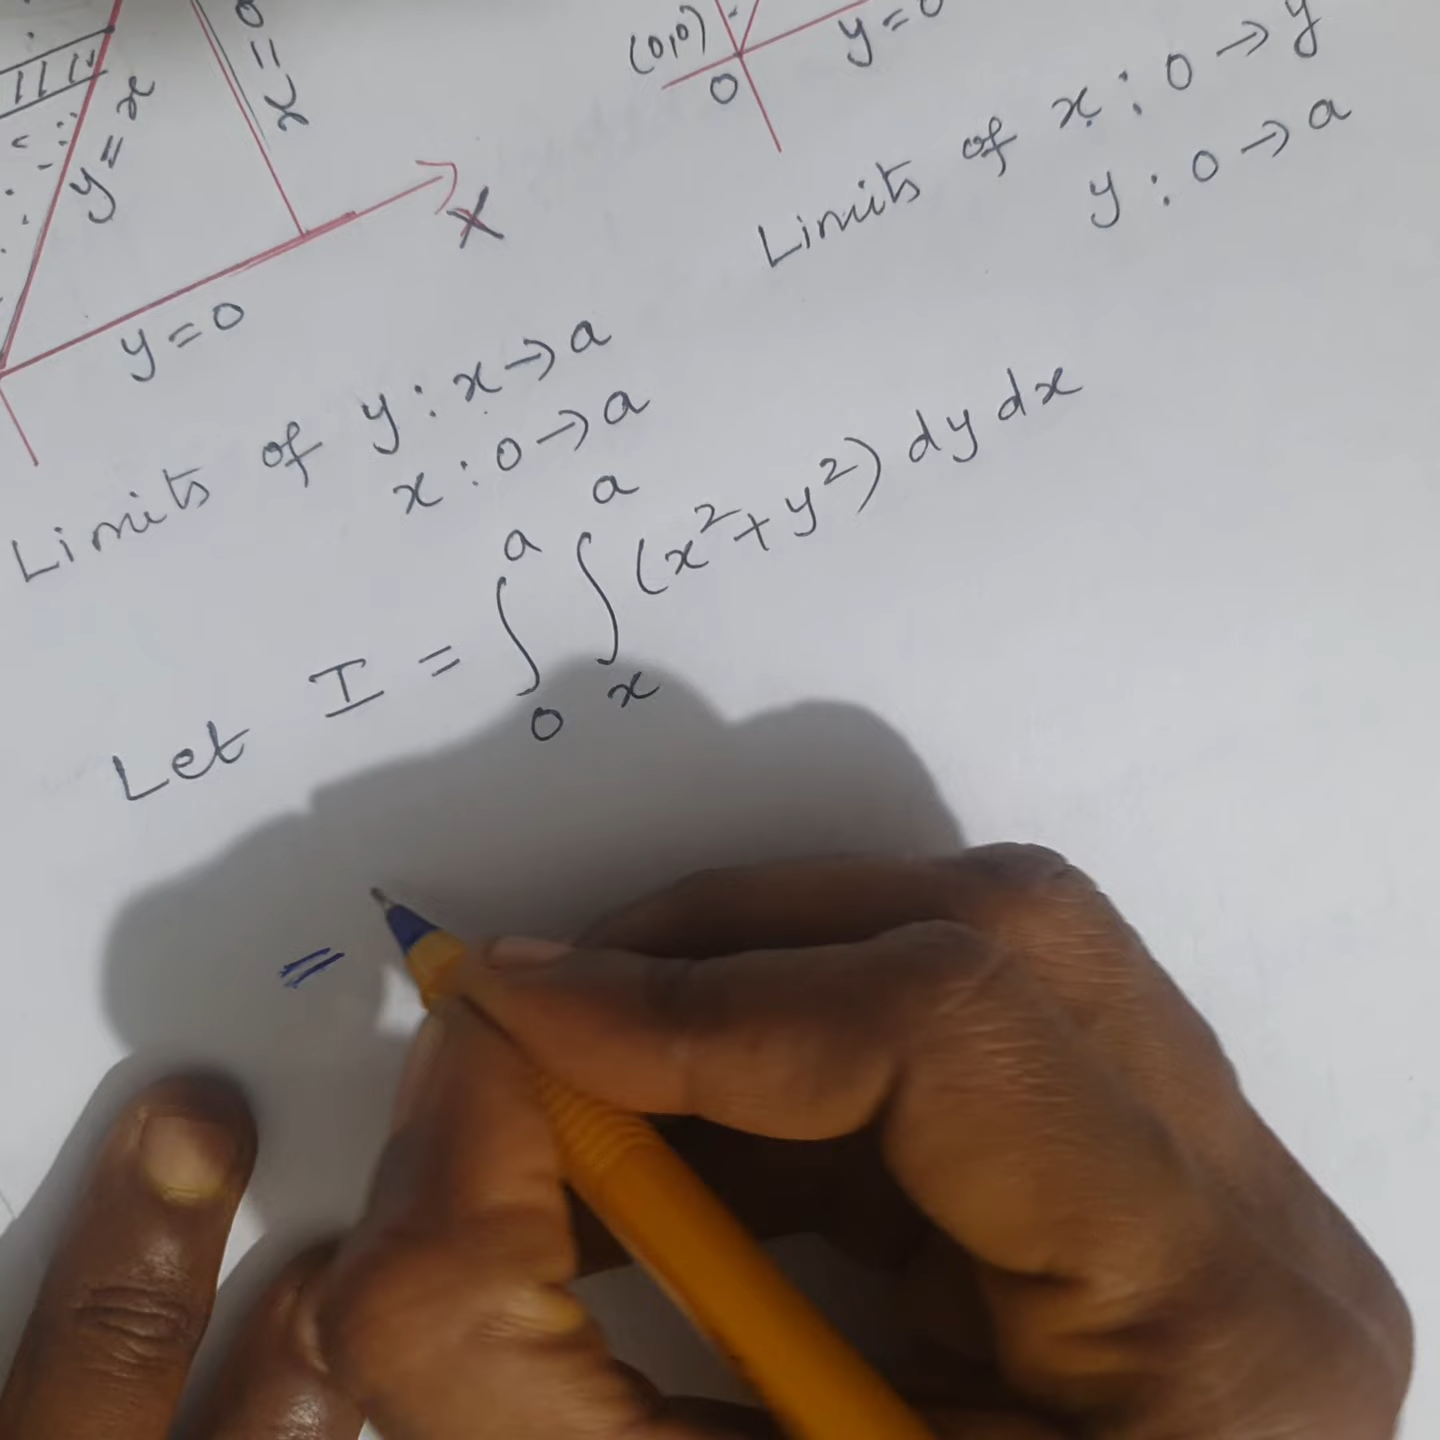 y = x
x = a
X
y = 0
(0,0)
O
y = 0
Limits of x : 0 → y
y : 0 → a
Limits of y : x → a
x : 0 → a
Let I = ∫₀ᵃ ∫ₓᵃ (x² + y²) dy dx
=